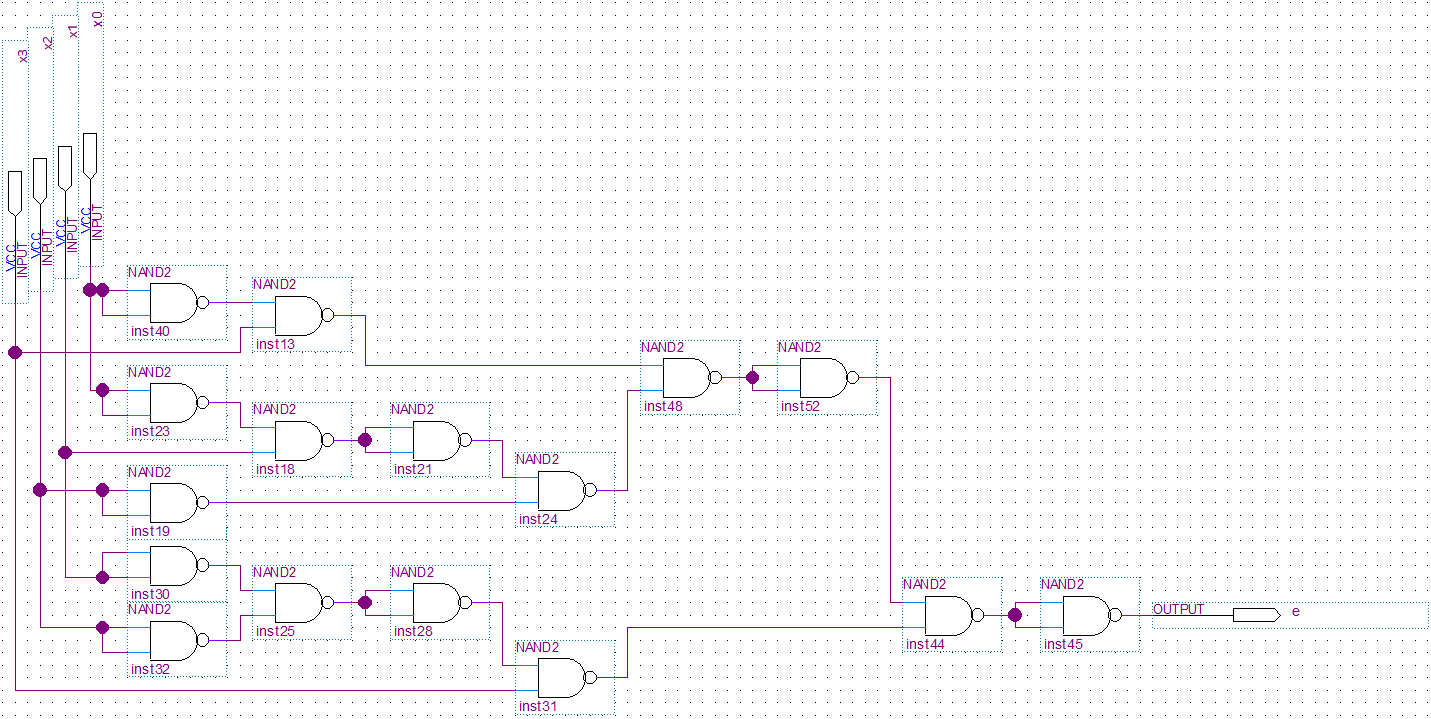 x3
x2
x1
x0
VCC
INPUT
VCC
INPUT
VCC
INPUT
VCC
INPUT
NAND2
inst40
NAND2
inst13
NAND2
inst23
NAND2
inst18
NAND2
inst21
NAND2
inst48
NAND2
inst52
NAND2
inst24
NAND2
inst19
inst30
NAND2
inst25
NAND2
inst28
NAND2
inst32
NAND2
inst31
NAND2
inst44
NAND2
inst45
OUTPUT
e